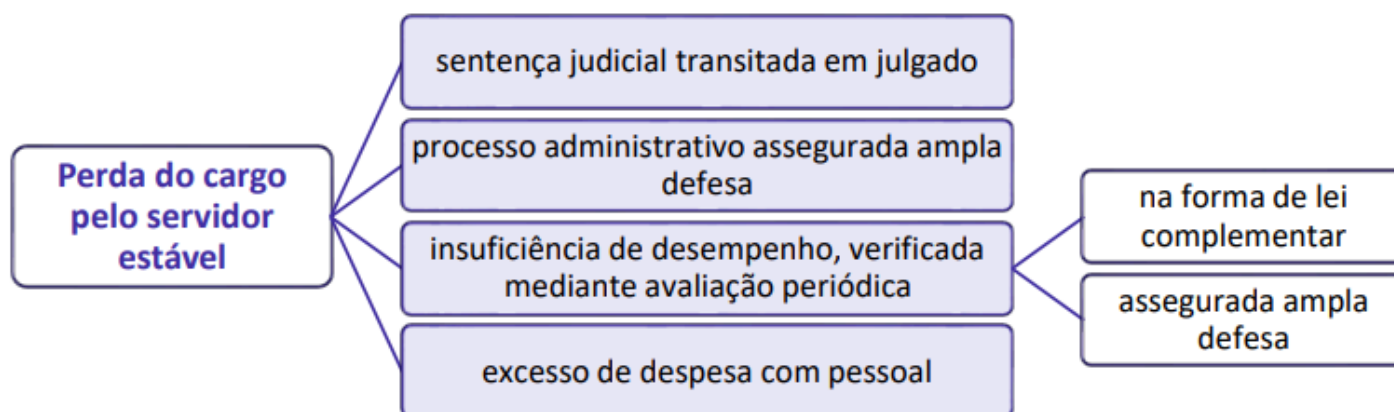 Perda do cargo
pelo servidor
estável
sentença judicial transitada em julgado
processo administrativo assegurada ampla
defesa
insuficiência de desempenho, verificada
mediante avaliação periódica
excesso de despesa com pessoal
na forma de lei
complementar
assegurada ampla
defesa